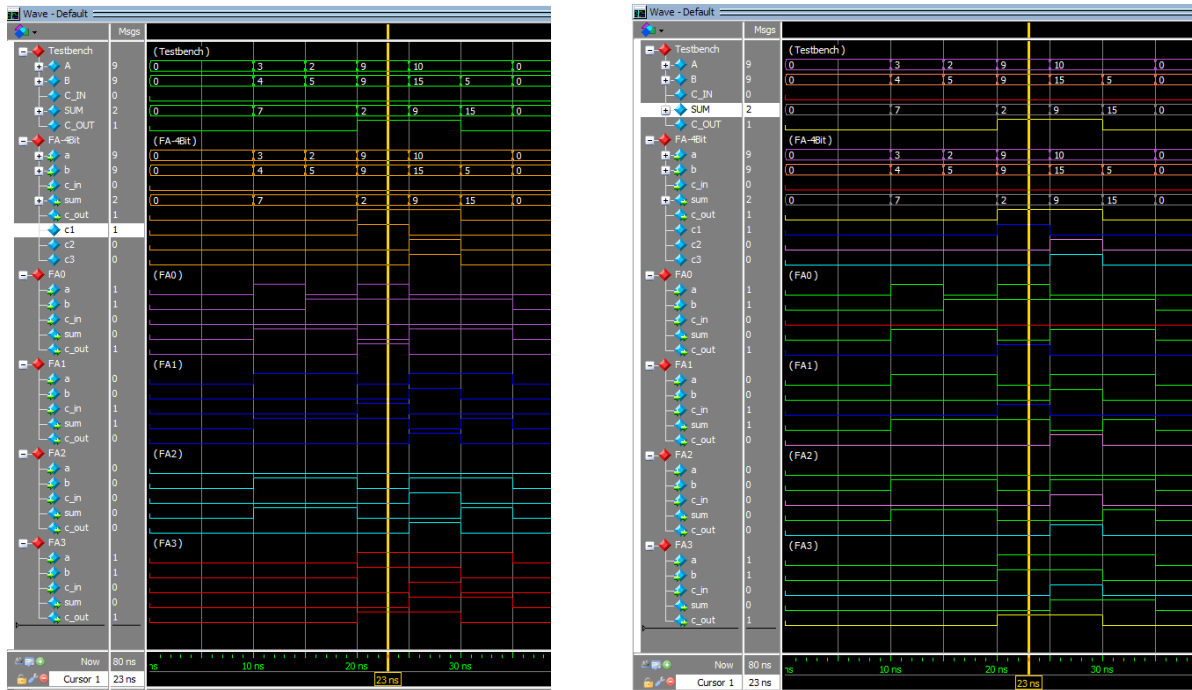 Wave - Default
Msgs
Testbench
(Testbench)
A 9 0 3 2 9 10 0
B 9 0 4 5 9 15 5 0
C_IN 0
SUM 2 0 7 2 9 15 0
C_OUT 1
FA-4Bit
(FA-4Bit)
a 9 0 3 2 9 10 0
b 9 0 4 5 9 15 5 0
c_in 0
sum 2 0 7 2 9 15 0
c_out 1
c1 1
c2 0
c3 0
FA0
(FA0)
a 1
b 1
c_in 0
sum 0
c_out 1
FA1
(FA1)
a 0
b 0
c_in 1
sum 1
c_out 0
FA2
(FA2)
a 0
b 0
c_in 0
sum 0
c_out 0
FA3
(FA3)
a 1
b 1
c_in 0
sum 0
c_out 1
Now 80 ns ns 10 ns 20 ns 30 ns
Cursor 1 23 ns 23 ns
Wave - Default
Msgs
Testbench
(Testbench)
A 9 0 3 2 9 10 0
B 9 0 4 5 9 15 5 0
C_IN 0
SUM 2 0 7 2 9 15 0
C_OUT 1
FA-4Bit
(FA-4Bit)
a 9 0 3 2 9 10 0
b 9 0 4 5 9 15 5 0
c_in 0
sum 2 0 7 2 9 15 0
c_out 1
c1 1
c2 0
c3 0
FA0
(FA0)
a 1
b 1
c_in 0
sum 0
c_out 1
FA1
(FA1)
a 0
b 0
c_in 1
sum 1
c_out 0
FA2
(FA2)
a 0
b 0
c_in 0
sum 0
c_out 0
FA3
(FA3)
a 1
b 1
c_in 0
sum 0
c_out 1
Now 80 ns ns 10 ns 20 ns 30 ns
Cursor 1 23 ns 23 ns